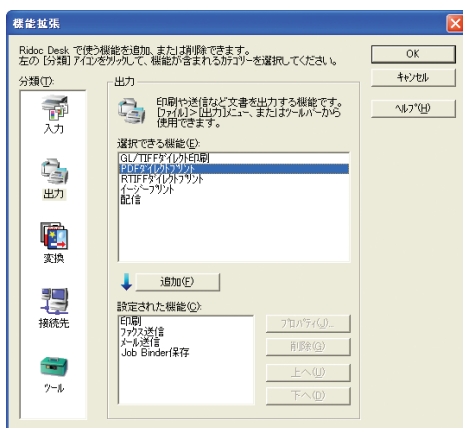 機能拡張
Ridoc Desk で使う機能を追加、または削除できます。
左の [分類] アイコンをクリックして、機能が含まれるカテゴリーを選択してください。
OK
キャンセル
ヘルプ(H)
分類(T):
入力
出力
変換
接続先
ツール
出力
印刷や送信など文書を出力する機能です。
[ファイル]>[出力]メニュー、またはツールバーから
使用できます。
選択できる機能(E):
GL/TIFFダイレクト印刷
PDFダイレクトプリント
RTIFFダイレクトプリント
イージープリント
配信
追加(F)
設定された機能(C):
印刷
ファクス送信
メール送信
Job Binder保存
プロパティ(J)...
削除(G)
上へ(U)
下へ(D)